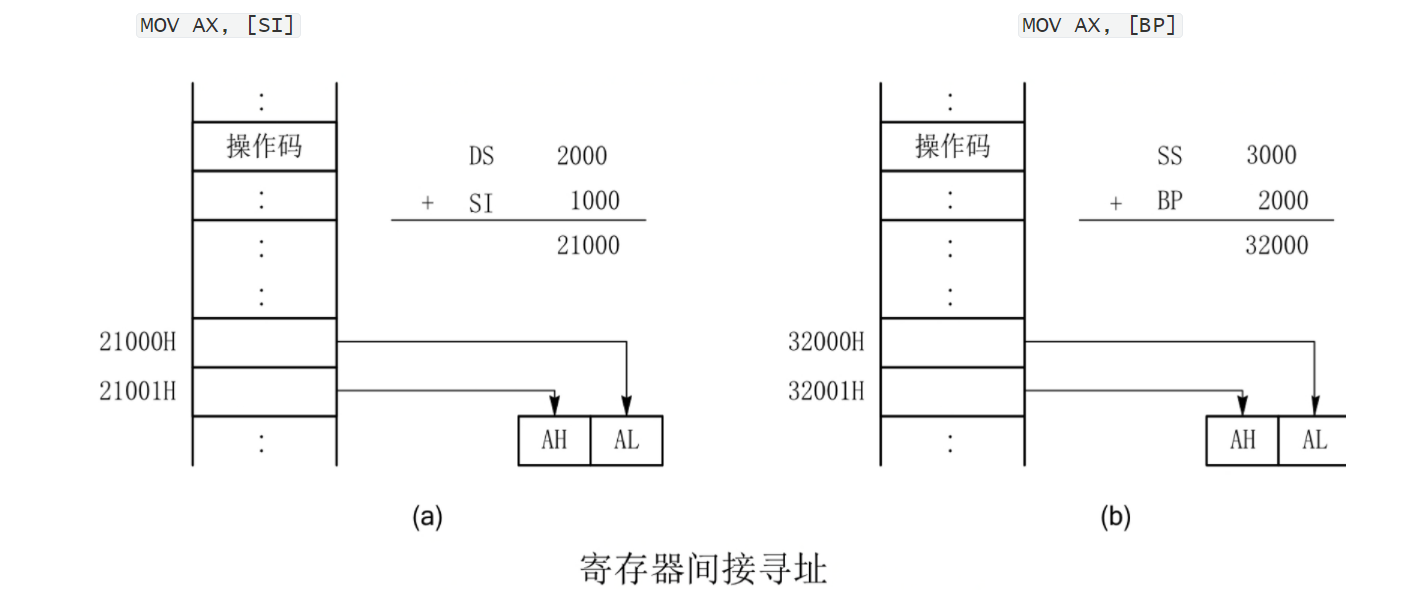 MOV AX, [SI]
MOV AX, [BP]
:
操作码
:
:
:
21000H
21001H
:
DS 2000
+ SI 1000
21000
AH AL
(a)
:
操作码
:
:
:
32000H
32001H
:
SS 3000
+ BP 2000
32000
AH AL
(b)
寄存器间接寻址